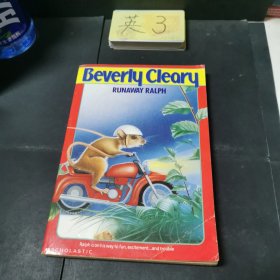 英 3
Beverly Cleary
RUNAWAY RALPH
Ralph is on his way to fun, excitement...and trouble
SCHOLASTIC